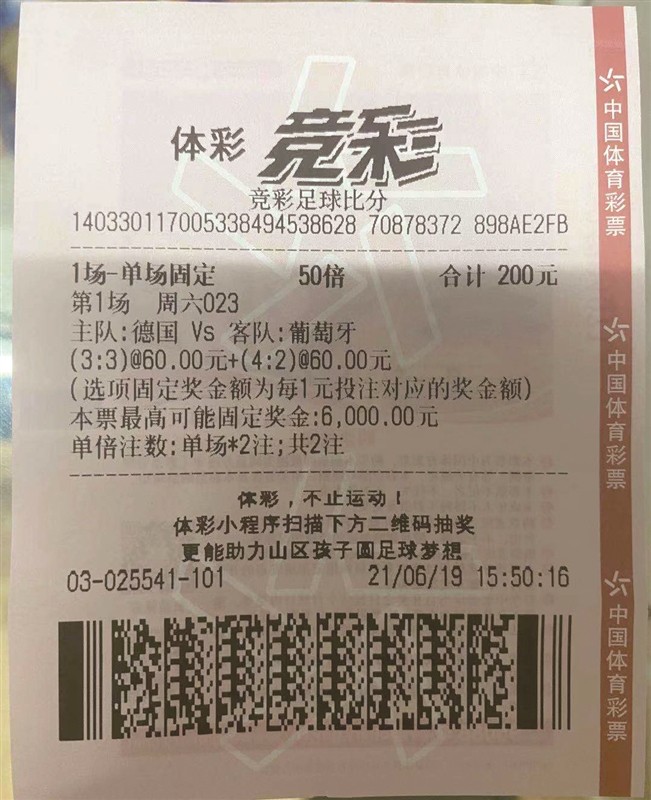 体彩 竞彩
竞彩足球比分
140330117005338494538628 70878372 898AE2FB
1场-单场固定 50倍 合计 200元
第1场 周六023
主队:德国 Vs 客队:葡萄牙
(3:3)@60.00元+(4:2)@60.00元
(选项固定奖金额为每1元投注对应的奖金额)
本票最高可能固定奖金:6,000.00元
单倍注数:单场*2注;共2注
体彩，不止运动！
体彩小程序扫描下方二维码抽奖
更能助力山区孩子圆足球梦想
03-025541-101 21/06/19 15:50:16
中国体育彩票
中国体育彩票
中国体育彩票